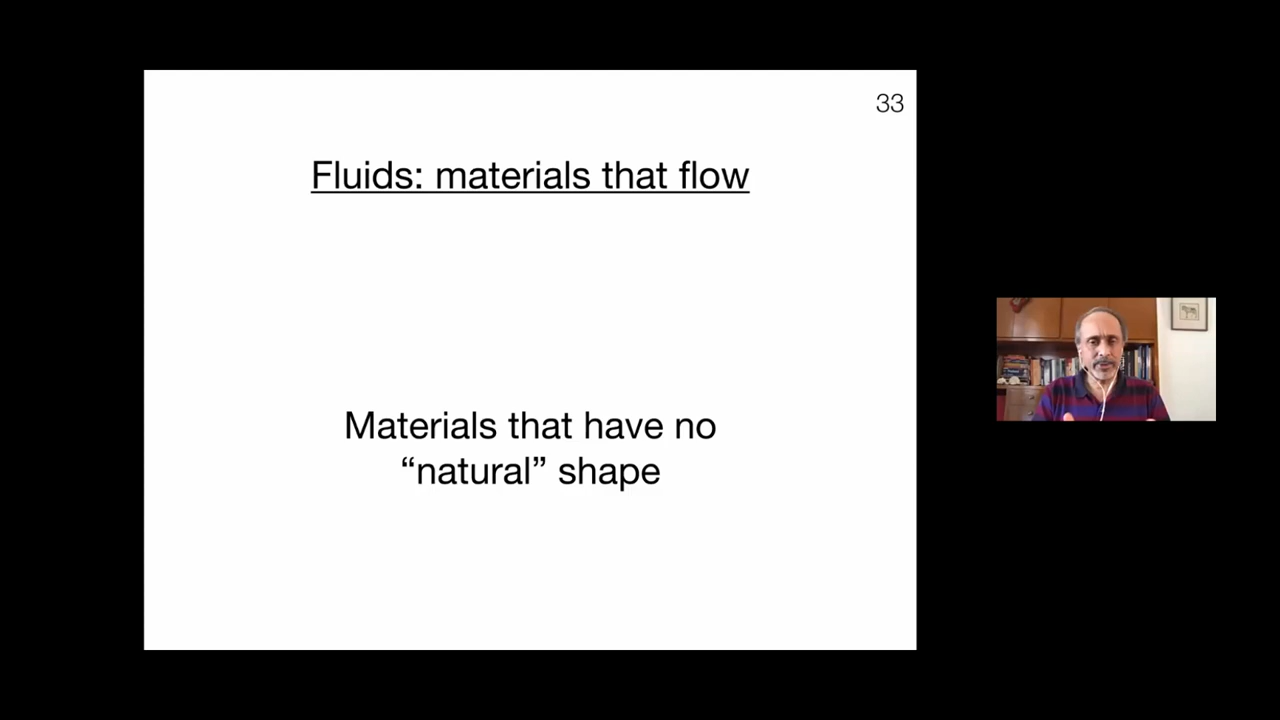 33
Fluids: materials that flow
Materials that have no
“natural” shape